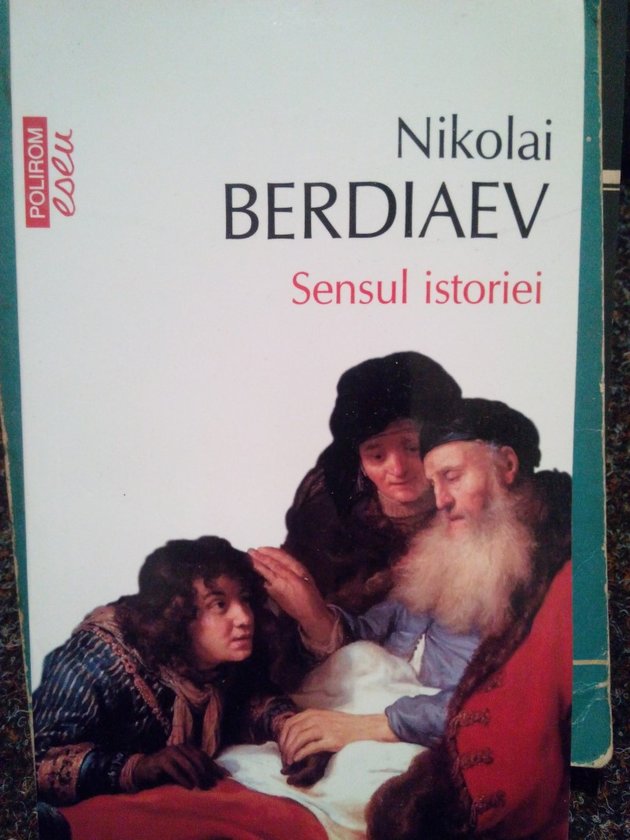 POLIROM
eseu
Nikolai
BERDIAEV
Sensul istoriei